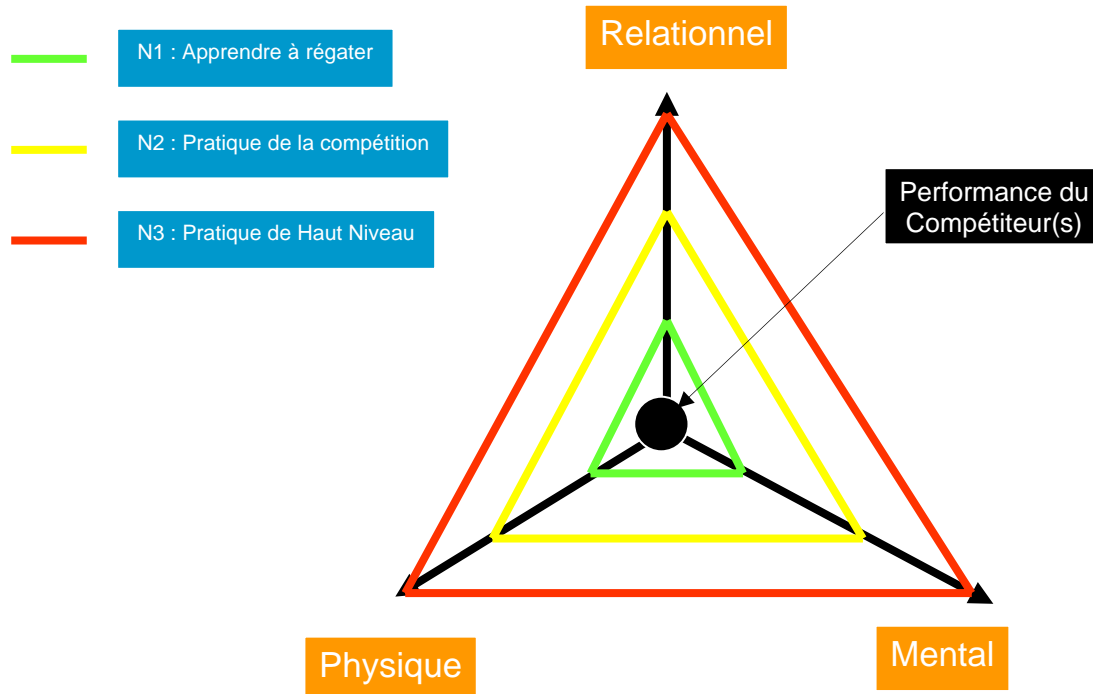 Relationnel
N1 : Apprendre à régater
N2 : Pratique de la compétition
N3 : Pratique de Haut Niveau
Performance du
Compétiteur(s)
Physique
Mental